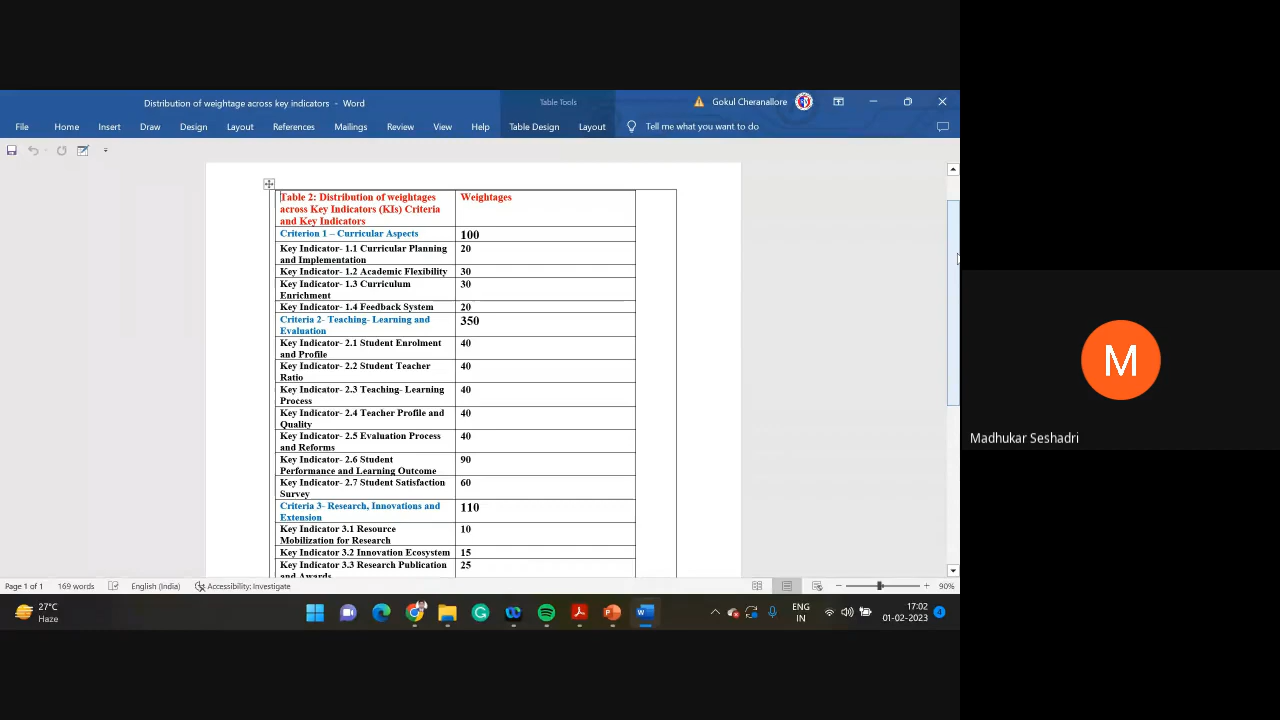 Distribution of weightage across key indicators - Word
Table Tools
Gokul Cheranallore
File Home Insert Draw Design Layout References Mailings Review View Help Table Design Layout Tell me what you want to do
Table 2: Distribution of weightages
across Key Indicators (KIs) Criteria
and Key Indicators
Weightages
Criterion 1 – Curricular Aspects 100
Key Indicator- 1.1 Curricular Planning
and Implementation
20
Key Indicator- 1.2 Academic Flexibility 30
Key Indicator- 1.3 Curriculum
Enrichment
30
Key Indicator- 1.4 Feedback System 20
Criteria 2- Teaching- Learning and
Evaluation
350
Key Indicator- 2.1 Student Enrolment
and Profile
40
Key Indicator- 2.2 Student Teacher
Ratio
40
Key Indicator- 2.3 Teaching- Learning
Process
40
Key Indicator- 2.4 Teacher Profile and
Quality
40
Key Indicator- 2.5 Evaluation Process
and Reforms
40
Key Indicator- 2.6 Student
Performance and Learning Outcome
90
Key Indicator- 2.7 Student Satisfaction
Survey
60
Criteria 3- Research, Innovations and
Extension
110
Key Indicator 3.1 Resource
Mobilization for Research
10
Key Indicator 3.2 Innovation Ecosystem 15
Key Indicator 3.3 Research Publication
and Awards
25
M
Madhukar Seshadri
Page 1 of 1 169 words English (India) Accessibility: Investigate 90%
27°C
Haze
ENG
IN
17:02
01-02-2023
4